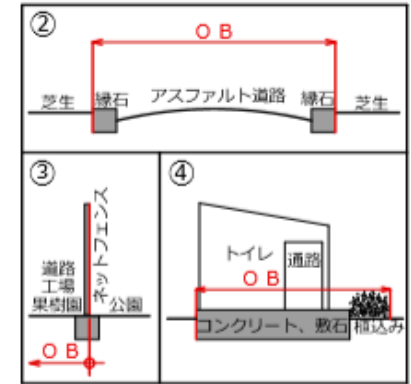 ②
OB
芝生 縁石 アスファルト道路 縁石 芝生
③
ネットフェンス
道路
工場
果樹園
公園
OB
④
トイレ 通路
OB
コンクリート、敷石 植込み